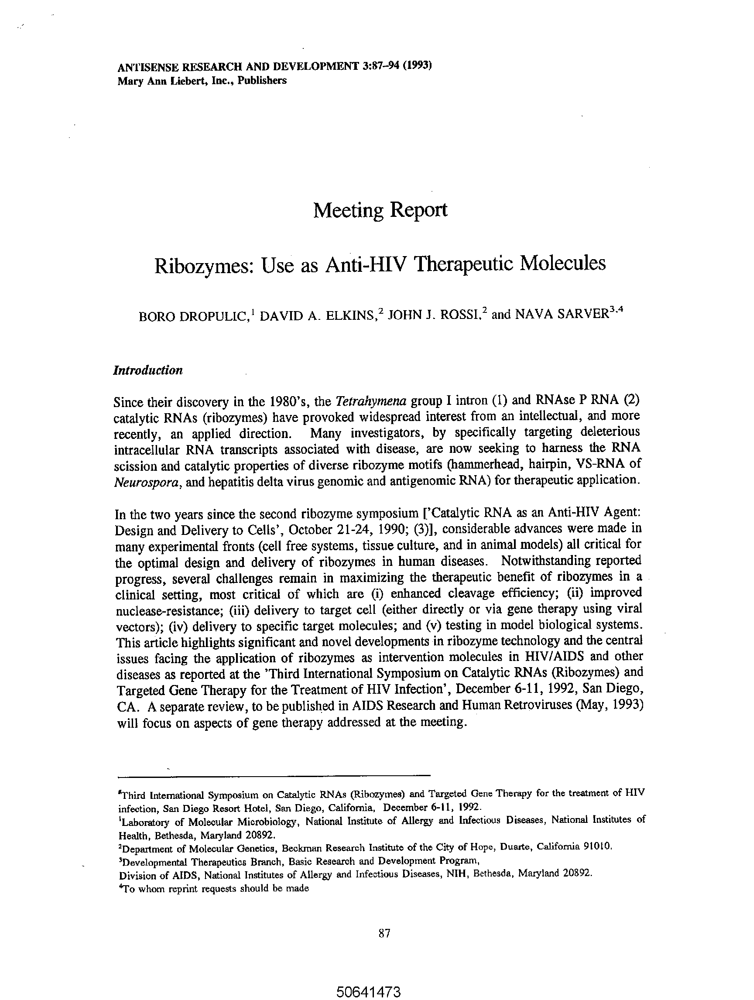 ANTISENSE RESEARCH AND DEVELOPMENT 3:87–94 (1993)
Mary Ann Liebert, Inc., Publishers
Meeting Report
Ribozymes: Use as Anti-HIV Therapeutic Molecules
BORO DROPULIC,¹ DAVID A. ELKINS,² JOHN J. ROSSI,² and NAVA SARVER³·⁴
Introduction
Since their discovery in the 1980's, the Tetrahymena group I intron (1) and RNAse P RNA (2)
catalytic RNAs (ribozymes) have provoked widespread interest from an intellectual, and more
recently, an applied direction. Many investigators, by specifically targeting deleterious
intracellular RNA transcripts associated with disease, are now seeking to harness the RNA
scission and catalytic properties of diverse ribozyme motifs (hammerhead, hairpin, VS-RNA of
Neurospora, and hepatitis delta virus genomic and antigenomic RNA) for therapeutic application.
In the two years since the second ribozyme symposium ['Catalytic RNA as an Anti-HIV Agent:
Design and Delivery to Cells', October 21-24, 1990; (3)], considerable advances were made in
many experimental fronts (cell free systems, tissue culture, and in animal models) all critical for
the optimal design and delivery of ribozymes in human diseases. Notwithstanding reported
progress, several challenges remain in maximizing the therapeutic benefit of ribozymes in a
clinical setting, most critical of which are (i) enhanced cleavage efficiency; (ii) improved
nuclease-resistance; (iii) delivery to target cell (either directly or via gene therapy using viral
vectors); (iv) delivery to specific target molecules; and (v) testing in model biological systems.
This article highlights significant and novel developments in ribozyme technology and the central
issues facing the application of ribozymes as intervention molecules in HIV/AIDS and other
diseases as reported at the 'Third International Symposium on Catalytic RNAs (Ribozymes) and
Targeted Gene Therapy for the Treatment of HIV Infection', December 6-11, 1992, San Diego,
CA. A separate review, to be published in AIDS Research and Human Retroviruses (May, 1993)
will focus on aspects of gene therapy addressed at the meeting.
*Third International Symposium on Catalytic RNAs (Ribozymes) and Targeted Gene Therapy for the treatment of HIV
infection, San Diego Resort Hotel, San Diego, California, December 6-11, 1992.
¹Laboratory of Molecular Microbiology, National Institute of Allergy and Infectious Diseases, National Institutes of
Health, Bethesda, Maryland 20892.
²Department of Molecular Genetics, Beckman Research Institute of the City of Hope, Duarte, California 91010.
³Developmental Therapeutics Branch, Basic Research and Development Program,
Division of AIDS, National Institutes of Allergy and Infectious Diseases, NIH, Bethesda, Maryland 20892.
⁴To whom reprint requests should be made
87
50641473